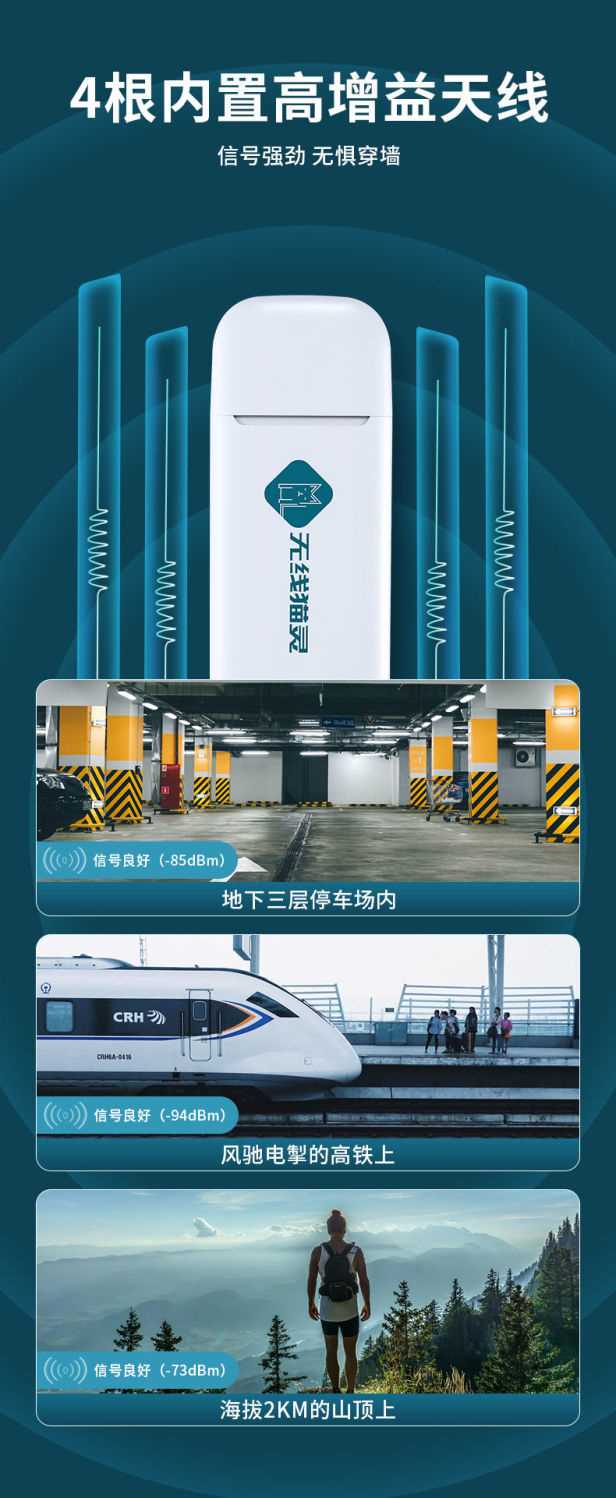 4根内置高增益天线
信号强劲 无惧穿墙
无线猫灵
信号良好（-85dBm）
地下三层停车场内
CRH
CRH6A-0416
信号良好（-94dBm）
风驰电掣的高铁上
信号良好（-73dBm）
海拔2KM的山顶上